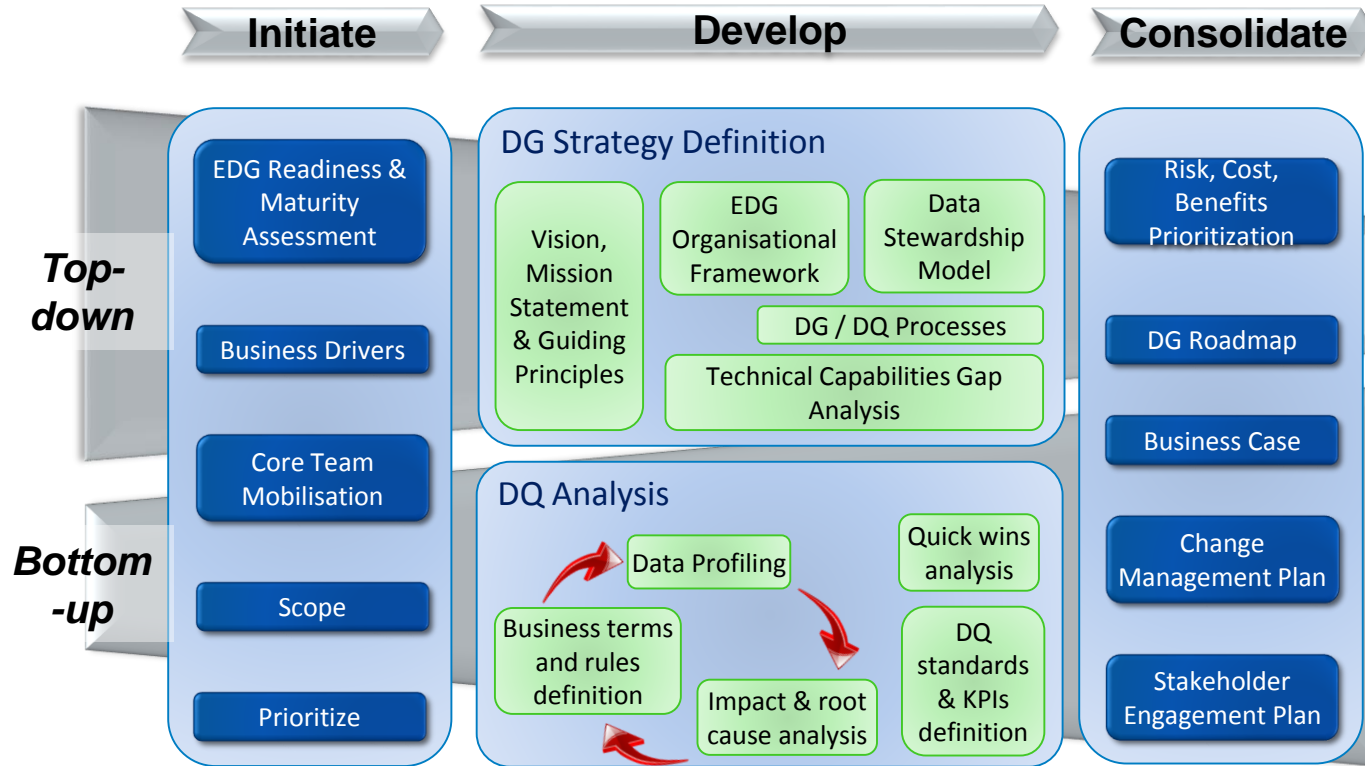 Initiate
Develop
Consolidate
Top-
down
Bottom
-up
EDG Readiness &
Maturity
Assessment
Business Drivers
Core Team
Mobilisation
Scope
Prioritize
DG Strategy Definition
Vision,
Mission
Statement
& Guiding
Principles
EDG
Organisational
Framework
Data
Stewardship
Model
DG / DQ Processes
Technical Capabilities Gap
Analysis
DQ Analysis
Data Profiling
Business terms
and rules
definition
Impact & root
cause analysis
Quick wins
analysis
DQ
standards
& KPIs
definition
Risk, Cost,
Benefits
Prioritization
DG Roadmap
Business Case
Change
Management Plan
Stakeholder
Engagement Plan